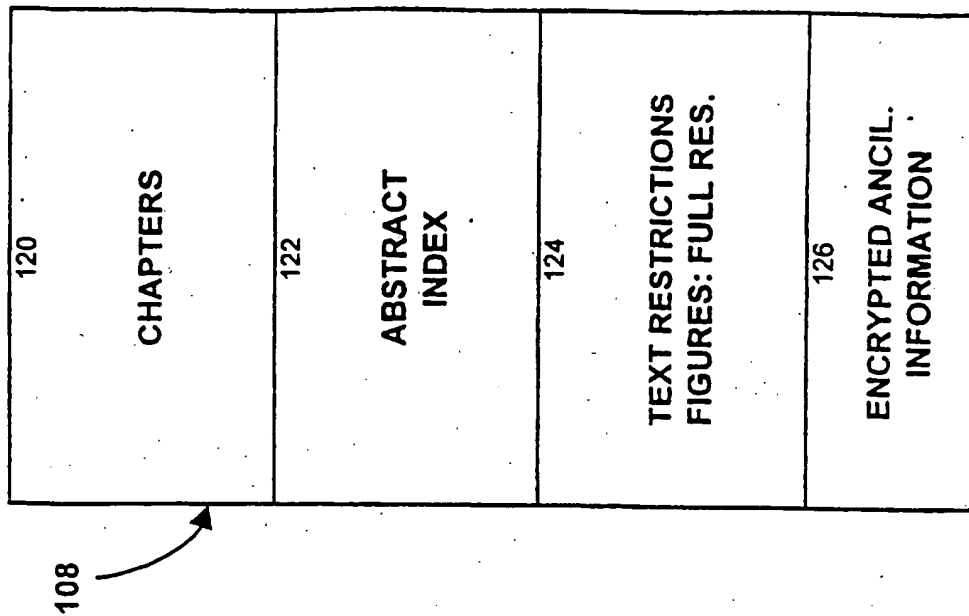 108
120
CHAPTERS
122
ABSTRACT
INDEX
124
TEXT RESTRICTIONS
FIGURES: FULL RES.
126
ENCRYPTED ANCIL.
INFORMATION